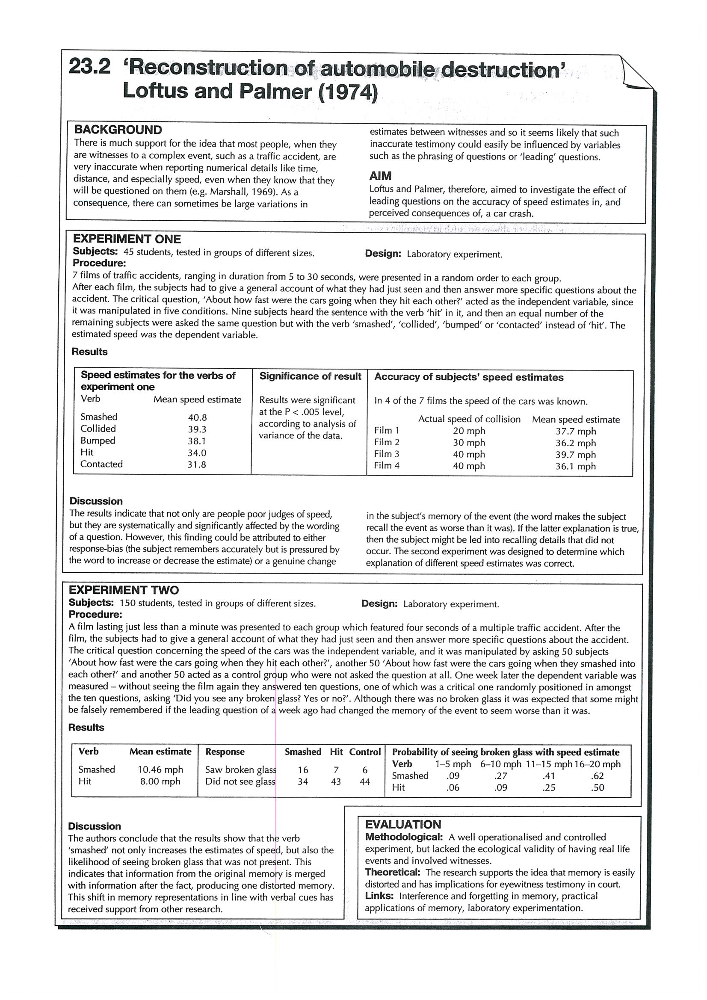 23.2 ‘Reconstruction of automobile destruction’
Loftus and Palmer (1974)
BACKGROUND
There is much support for the idea that most people, when they
are witnesses to a complex event, such as a traffic accident, are
very inaccurate when reporting numerical details like time,
distance, and especially speed, even when they know that they
will be questioned on them (e.g. Marshall, 1969). As a
consequence, there can sometimes be large variations in
estimates between witnesses and so it seems likely that such
inaccurate testimony could easily be influenced by variables
such as the phrasing of questions or ‘leading’ questions.
AIM
Loftus and Palmer, therefore, aimed to investigate the effect of
leading questions on the accuracy of speed estimates in, and
perceived consequences of, a car crash.
EXPERIMENT ONE
Subjects: 45 students, tested in groups of different sizes. Design: Laboratory experiment.
Procedure:
7 films of traffic accidents, ranging in duration from 5 to 30 seconds, were presented in a random order to each group.
After each film, the subjects had to give a general account of what they had just seen and then answer more specific questions about the
accident. The critical question, ‘About how fast were the cars going when they hit each other?’ acted as the independent variable, since
it was manipulated in five conditions. Nine subjects heard the sentence with the verb ‘hit’ in it, and then an equal number of the
remaining subjects were asked the same question but with the verb ‘smashed’, ‘collided’, ‘bumped’ or ‘contacted’ instead of ‘hit’. The
estimated speed was the dependent variable.
Results
Speed estimates for the verbs of
experiment one
Verb Mean speed estimate
Smashed 40.8
Collided 39.3
Bumped 38.1
Hit 34.0
Contacted 31.8
Significance of result
Results were significant
at the P < .005 level,
according to analysis of
variance of the data.
Accuracy of subjects’ speed estimates
In 4 of the 7 films the speed of the cars was known.
Actual speed of collision Mean speed estimate
Film 1 20 mph 37.7 mph
Film 2 30 mph 36.2 mph
Film 3 40 mph 39.7 mph
Film 4 40 mph 36.1 mph
Discussion
The results indicate that not only are people poor judges of speed,
but they are systematically and significantly affected by the wording
of a question. However, this finding could be attributed to either
response-bias (the subject remembers accurately but is pressured by
the word to increase or decrease the estimate) or a genuine change
in the subject’s memory of the event (the word makes the subject
recall the event as worse than it was). If the latter explanation is true,
then the subject might be led into recalling details that did not
occur. The second experiment was designed to determine which
explanation of different speed estimates was correct.
EXPERIMENT TWO
Subjects: 150 students, tested in groups of different sizes. Design: Laboratory experiment.
Procedure:
A film lasting just less than a minute was presented to each group which featured four seconds of a multiple traffic accident. After the
film, the subjects had to give a general account of what they had just seen and then answer more specific questions about the accident.
The critical question concerning the speed of the cars was the independent variable, and it was manipulated by asking 50 subjects
‘About how fast were the cars going when they hit each other?’, another 50 ‘About how fast were the cars going when they smashed into
each other?’ and another 50 acted as a control group who were not asked the question at all. One week later the dependent variable was
measured – without seeing the film again they answered ten questions, one of which was a critical one randomly positioned in amongst
the ten questions, asking ‘Did you see any broken glass? Yes or no?’. Although there was no broken glass it was expected that some might
be falsely remembered if the leading question of a week ago had changed the memory of the event to seem worse than it was.
Results
Verb Mean estimate
Smashed 10.46 mph
Hit 8.00 mph
Response Smashed Hit Control
Saw broken glass 16 7 6
Did not see glass 34 43 44
Probability of seeing broken glass with speed estimate
Verb 1–5 mph 6–10 mph 11–15 mph 16–20 mph
Smashed .09 .27 .41 .62
Hit .06 .09 .25 .50
Discussion
The authors conclude that the results show that the verb
‘smashed’ not only increases the estimates of speed, but also the
likelihood of seeing broken glass that was not present. This
indicates that information from the original memory is merged
with information after the fact, producing one distorted memory.
This shift in memory representations in line with verbal cues has
received support from other research.
EVALUATION
Methodological: A well operationalised and controlled
experiment, but lacked the ecological validity of having real life
events and involved witnesses.
Theoretical: The research supports the idea that memory is easily
distorted and has implications for eyewitness testimony in court.
Links: Interference and forgetting in memory, practical
applications of memory, laboratory experimentation.